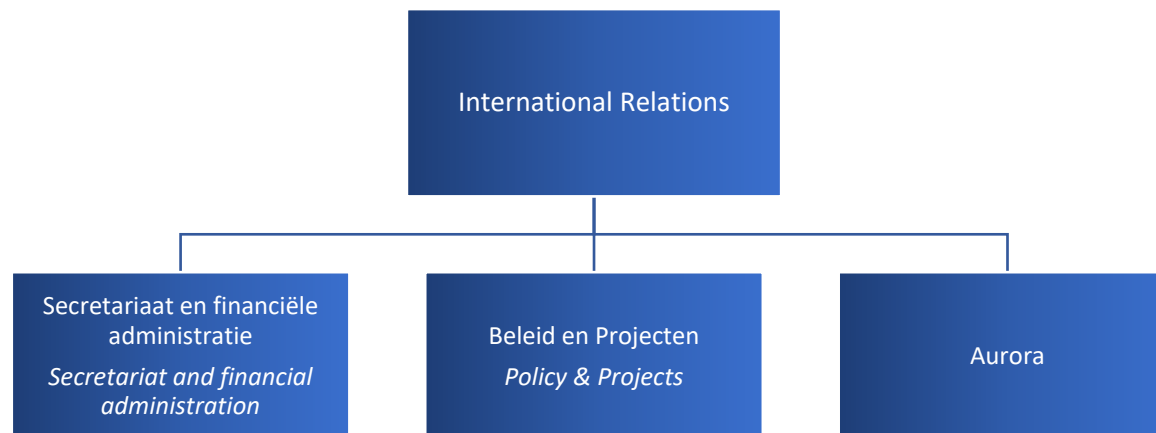 International Relations
Secretariaat en financiële
administratie
Secretariat and financial
administration
Beleid en Projecten
Policy & Projects
Aurora